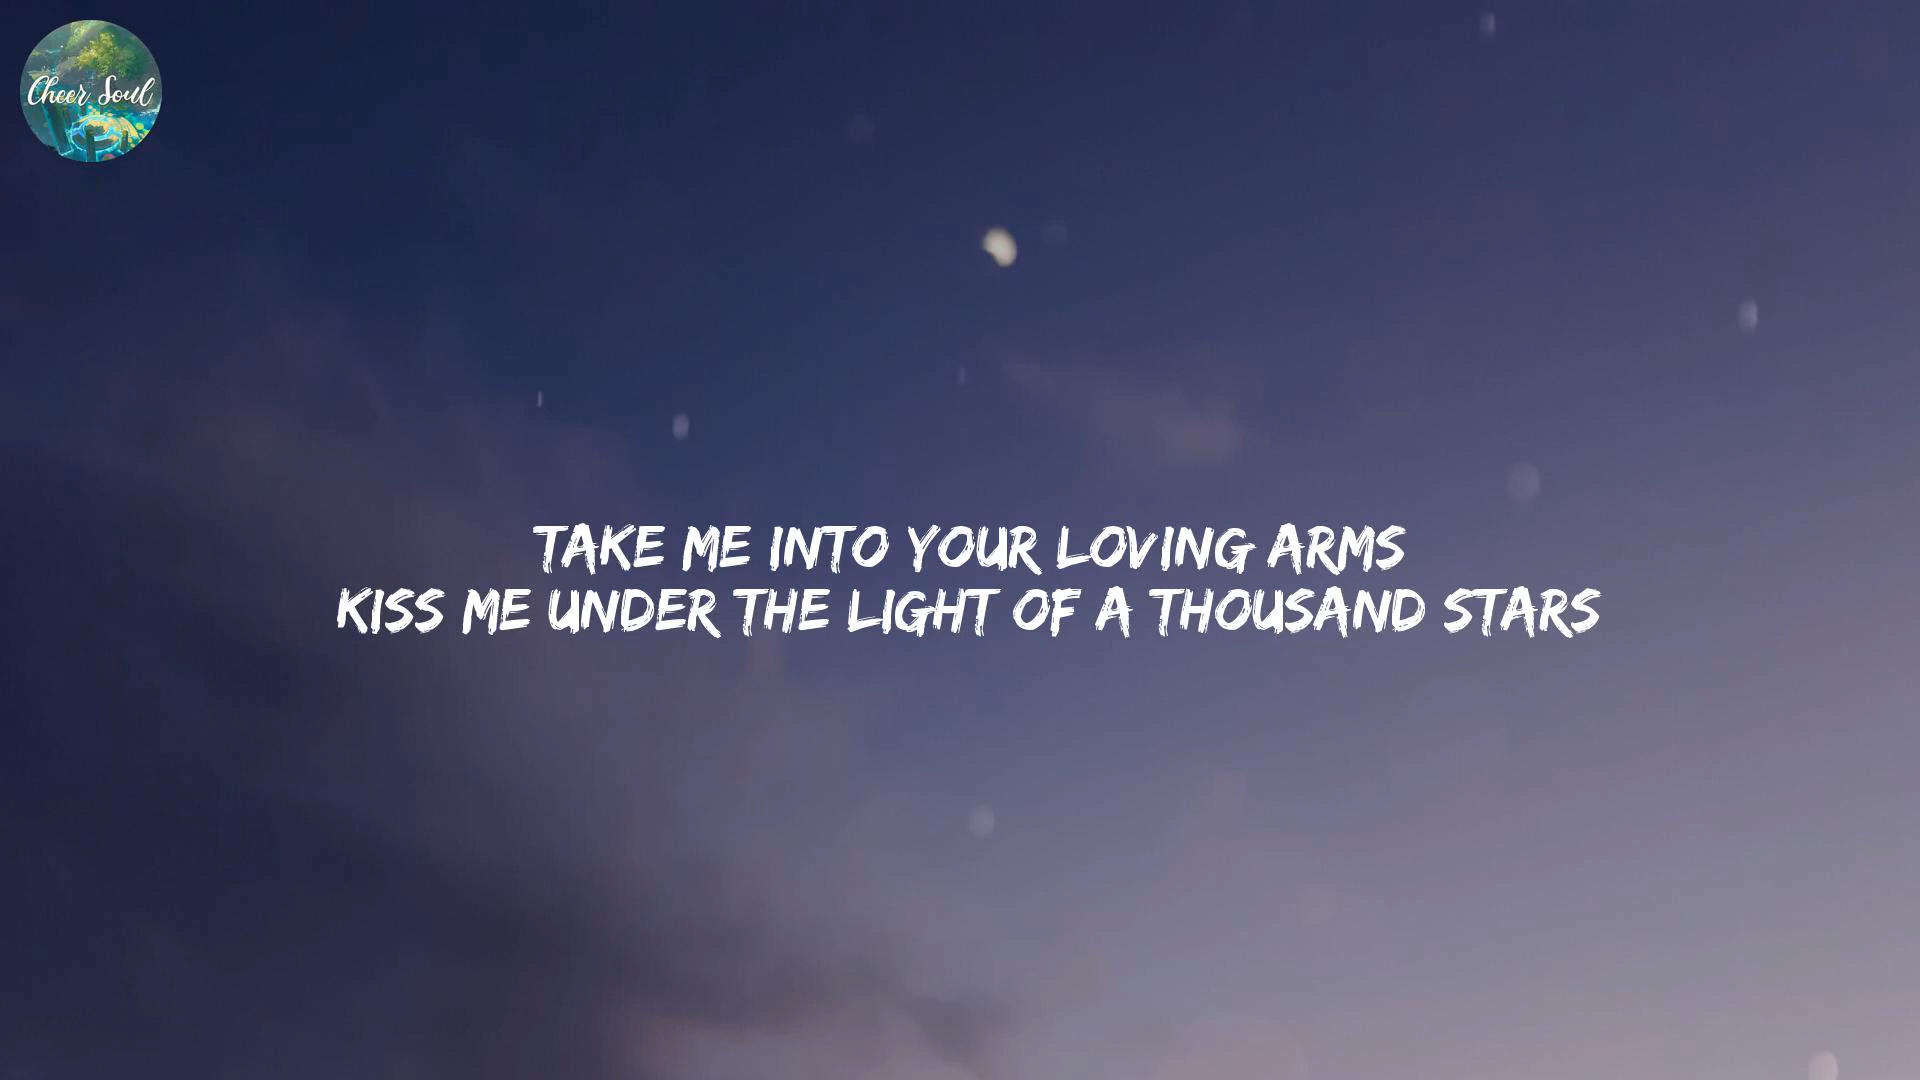 Cheer Soul
TAKE ME INTO YOUR LOVING ARMS
KISS ME UNDER THE LIGHT OF A THOUSAND STARS